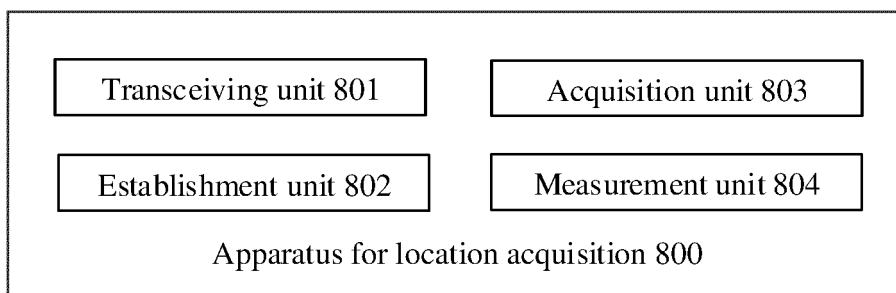 Transceiving unit 801
Acquisition unit 803
Establishment unit 802
Measurement unit 804
Apparatus for location acquisition 800